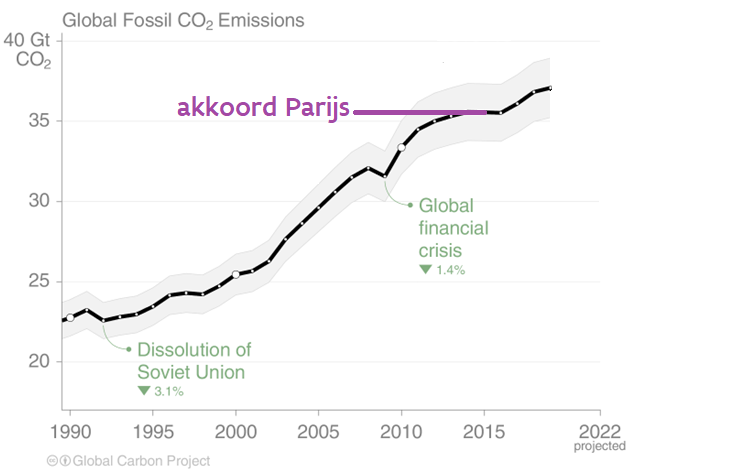 Global Fossil CO₂ Emissions
40 Gt
CO₂
akkoord Parijs
35
30
Global
financial
crisis
▼ 1.4%
25
Dissolution of
Soviet Union
▼ 3.1%
20
1990 1995 2000 2005 2010 2015 2022
projected
Global Carbon Project